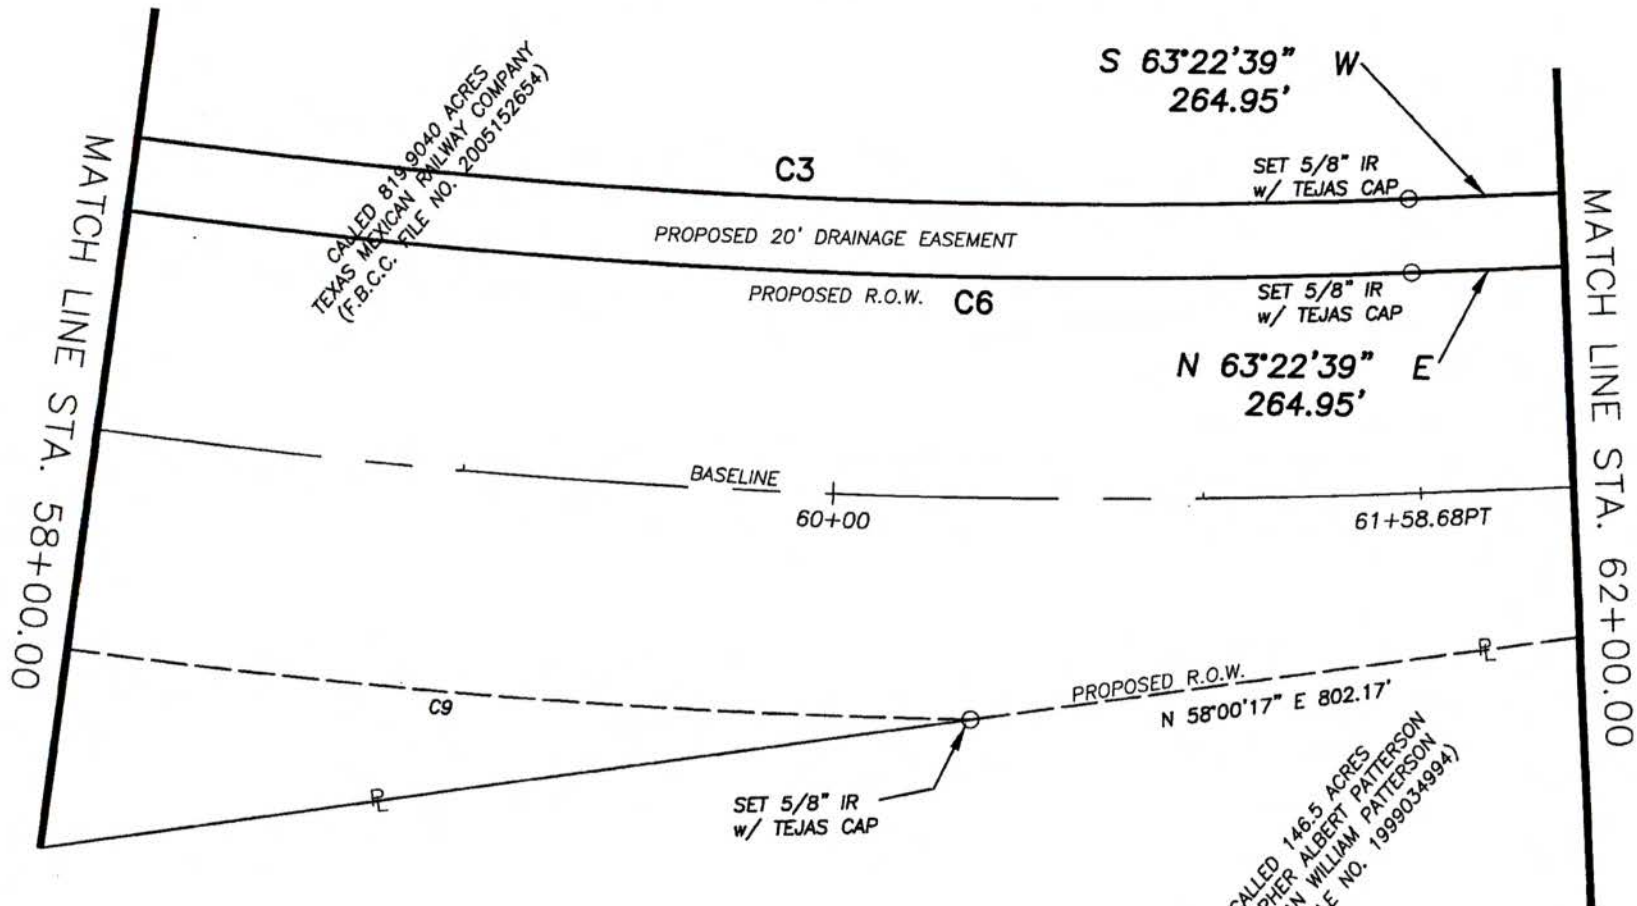 S 63°22'39" W
264.95'
CALLED 819.9040 ACRES
TEXAS MEXICAN RAILWAY COMPANY
(F.B.C.C. FILE NO. 2005152654)
MATCH LINE STA. 58+00.00
C3
SET 5/8" IR
w/ TEJAS CAP
PROPOSED 20' DRAINAGE EASEMENT
PROPOSED R.O.W.
C6
SET 5/8" IR
w/ TEJAS CAP
N 63°22'39" E
264.95'
MATCH LINE STA. 62+00.00
BASELINE
60+00
61+58.68PT
PROPOSED R.O.W.
N 58°00'17" E 802.17'
PL
C9
PL
SET 5/8" IR
w/ TEJAS CAP
CALLED 146.5 ACRES
ALBERT PATTERSON
WILLIAM PATTERSON
NO. 1999034994)